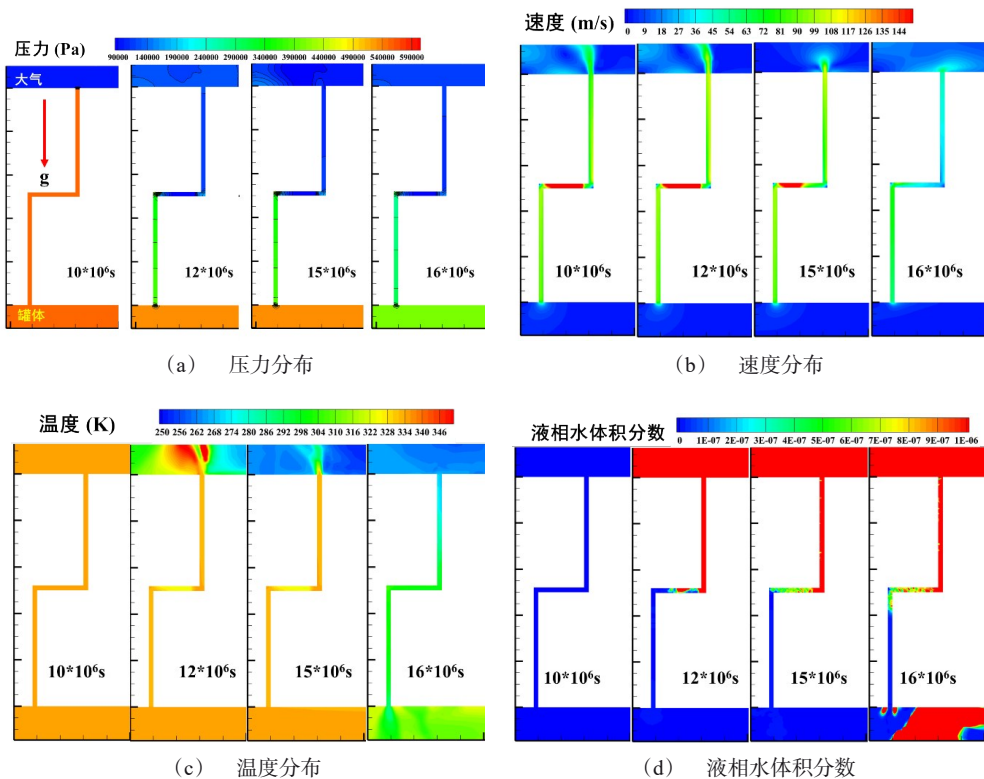 压力 (Pa)
90000 140000 190000 240000 290000 340000 390000 440000 490000 540000 590000
大气
g
罐体
10*10⁶s
12*10⁶s
15*10⁶s
16*10⁶s
(a) 压力分布
速度 (m/s)
0 9 18 27 36 45 54 63 72 81 90 99 108 117 126 135 144
10*10⁶s
12*10⁶s
15*10⁶s
16*10⁶s
(b) 速度分布
温度 (K)
250 256 262 268 274 280 286 292 298 304 310 316 322 328 334 340 346
10*10⁶s
12*10⁶s
15*10⁶s
16*10⁶s
(c) 温度分布
液相水体积分数
0 1E-07 2E-07 3E-07 4E-07 5E-07 6E-07 7E-07 8E-07 9E-07 1E-06
10*10⁶s
12*10⁶s
15*10⁶s
16*10⁶s
(d) 液相水体积分数